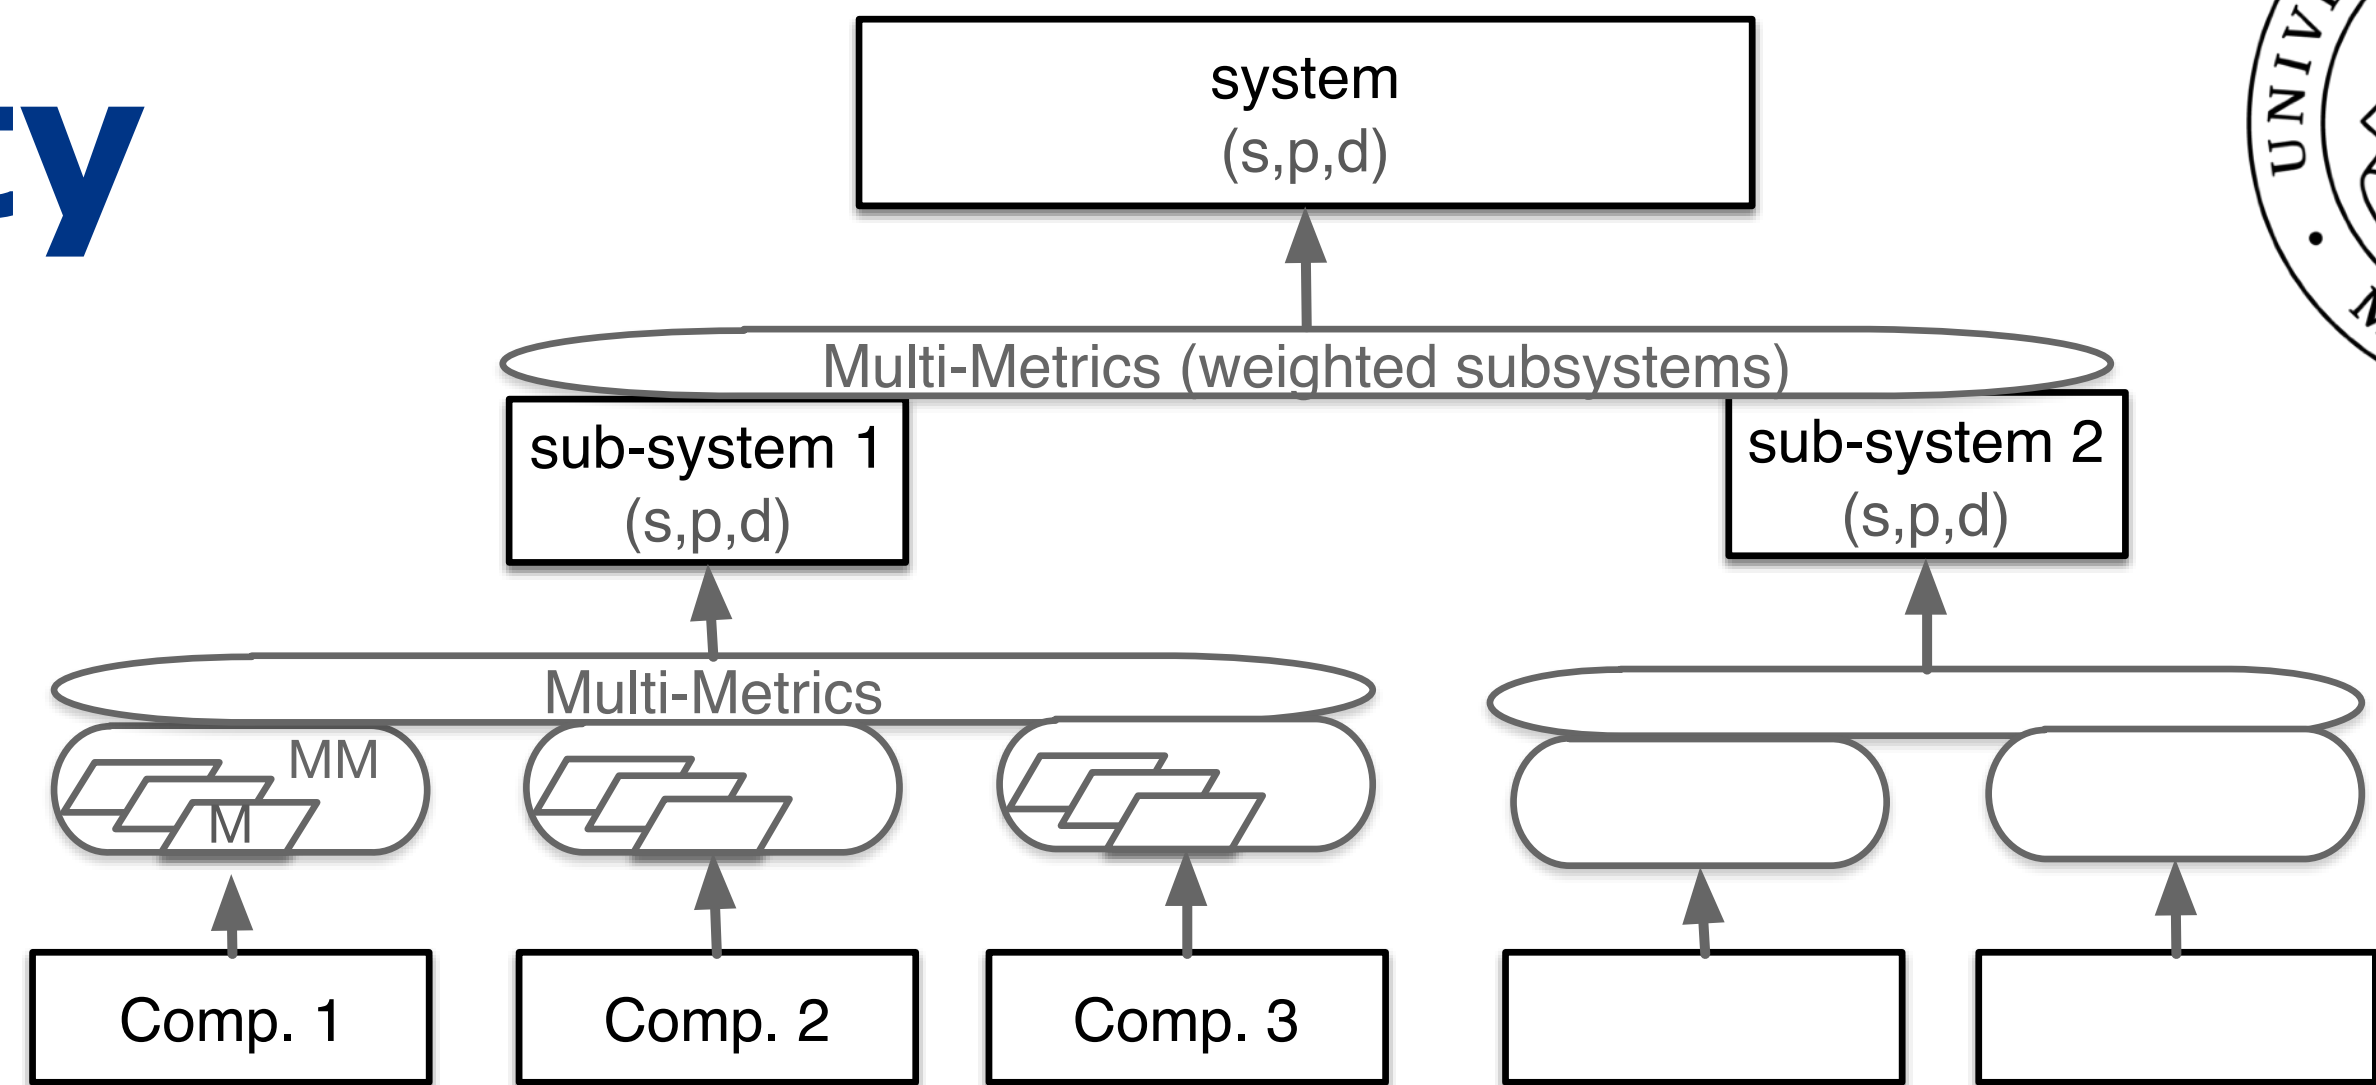 ty
system
(s,p,d)
Multi-Metrics (weighted subsystems)
sub-system 1
(s,p,d)
sub-system 2
(s,p,d)
Multi-Metrics
MM
M
Comp. 1
Comp. 2
Comp. 3